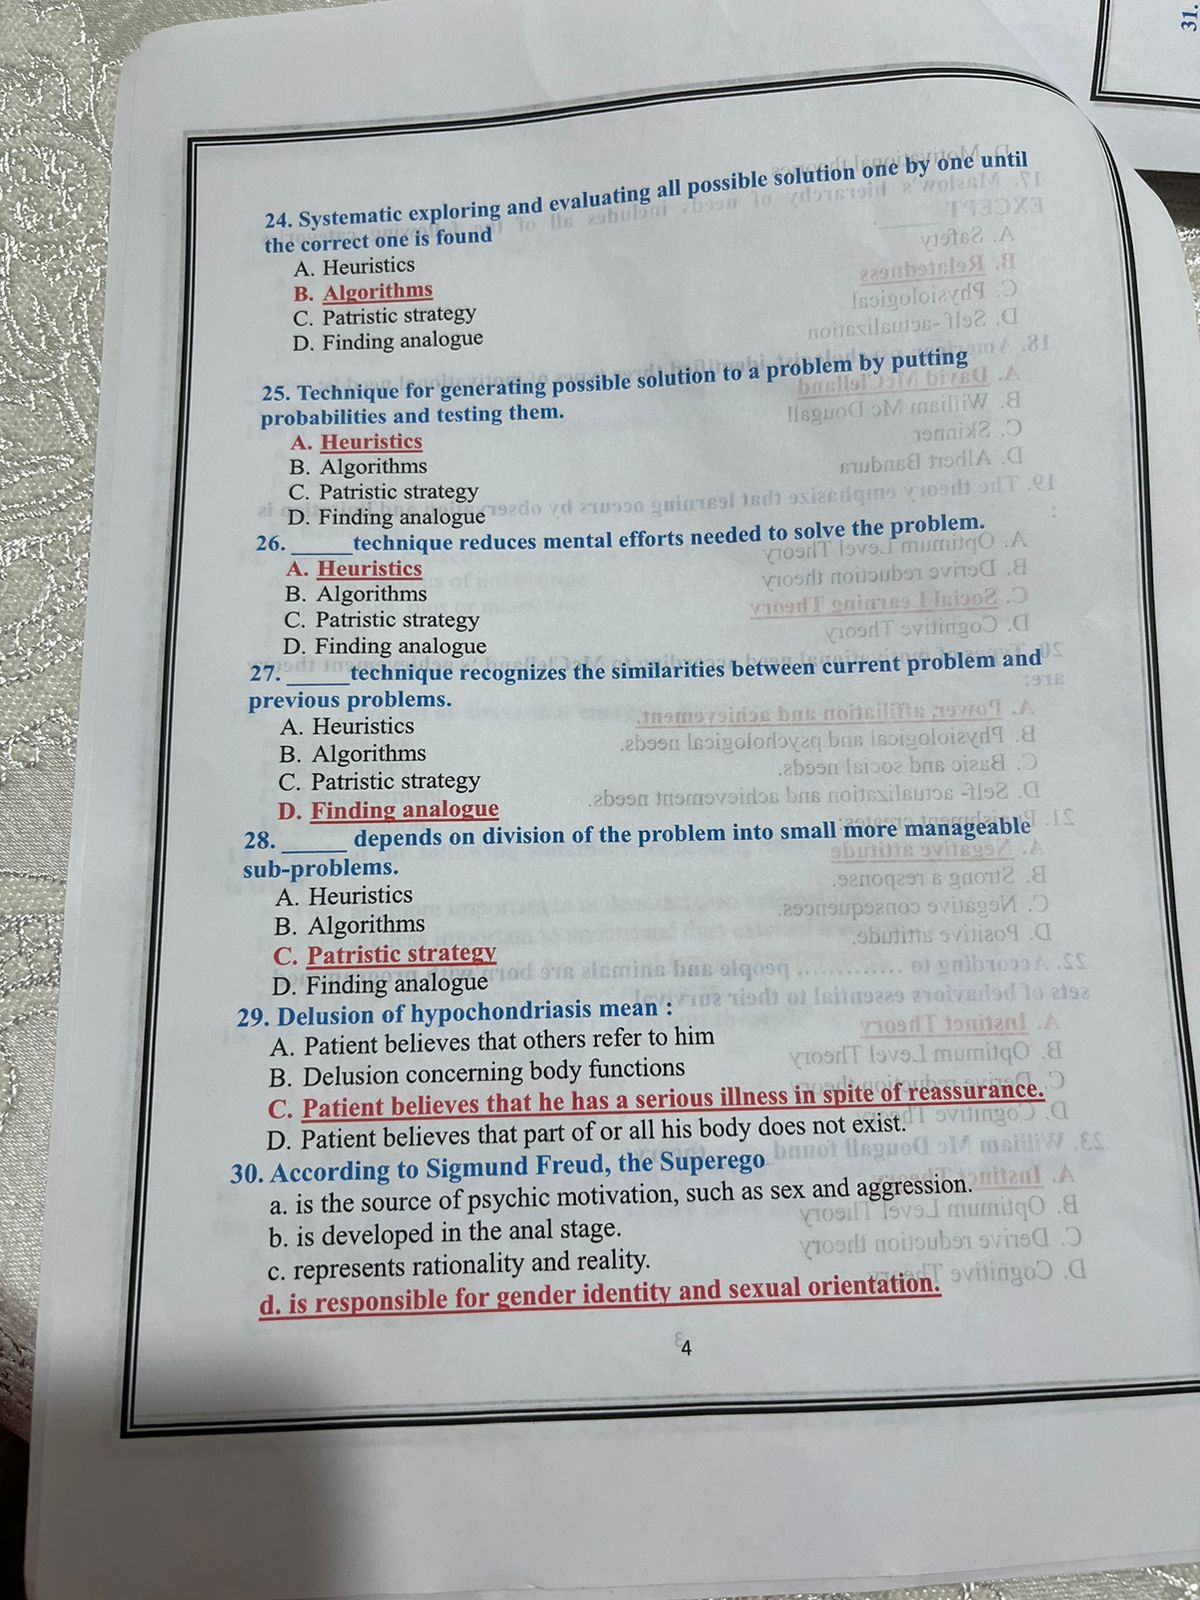 31.
24. Systematic exploring and evaluating all possible solution one by one until
the correct one is found
A. Heuristics
B. Algorithms
C. Patristic strategy
D. Finding analogue
25. Technique for generating possible solution to a problem by putting
probabilities and testing them.
A. Heuristics
B. Algorithms
C. Patristic strategy
D. Finding analogue
26. ______technique reduces mental efforts needed to solve the problem.
A. Heuristics
B. Algorithms
C. Patristic strategy
D. Finding analogue
27. ______technique recognizes the similarities between current problem and
previous problems.
A. Heuristics
B. Algorithms
C. Patristic strategy
D. Finding analogue
28. ______ depends on division of the problem into small more manageable
sub-problems.
A. Heuristics
B. Algorithms
C. Patristic strategy
D. Finding analogue
29. Delusion of hypochondriasis mean :
A. Patient believes that others refer to him
B. Delusion concerning body functions
C. Patient believes that he has a serious illness in spite of reassurance.
D. Patient believes that part of or all his body does not exist.
30. According to Sigmund Freud, the Superego
a. is the source of psychic motivation, such as sex and aggression.
b. is developed in the anal stage.
c. represents rationality and reality.
d. is responsible for gender identity and sexual orientation.
4